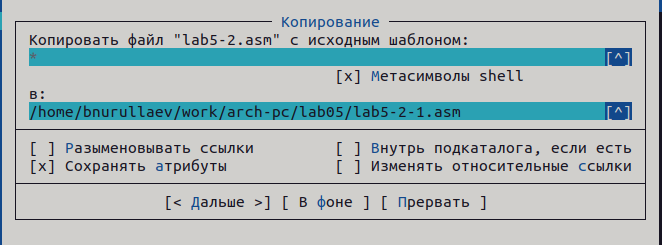 Копирование
Копировать файл "lab5-2.asm" с исходным шаблоном:
* [^]
[x] Метасимволы shell
в:
/home/bnurullaev/work/arch-pc/lab05/lab5-2-1.asm [^]
[ ] Разыменовывать ссылки [ ] Внутрь подкаталога, если есть
[x] Сохранять атрибуты [ ] Изменять относительные ссылки
[< Дальше >] [ В фоне ] [ Прервать ]